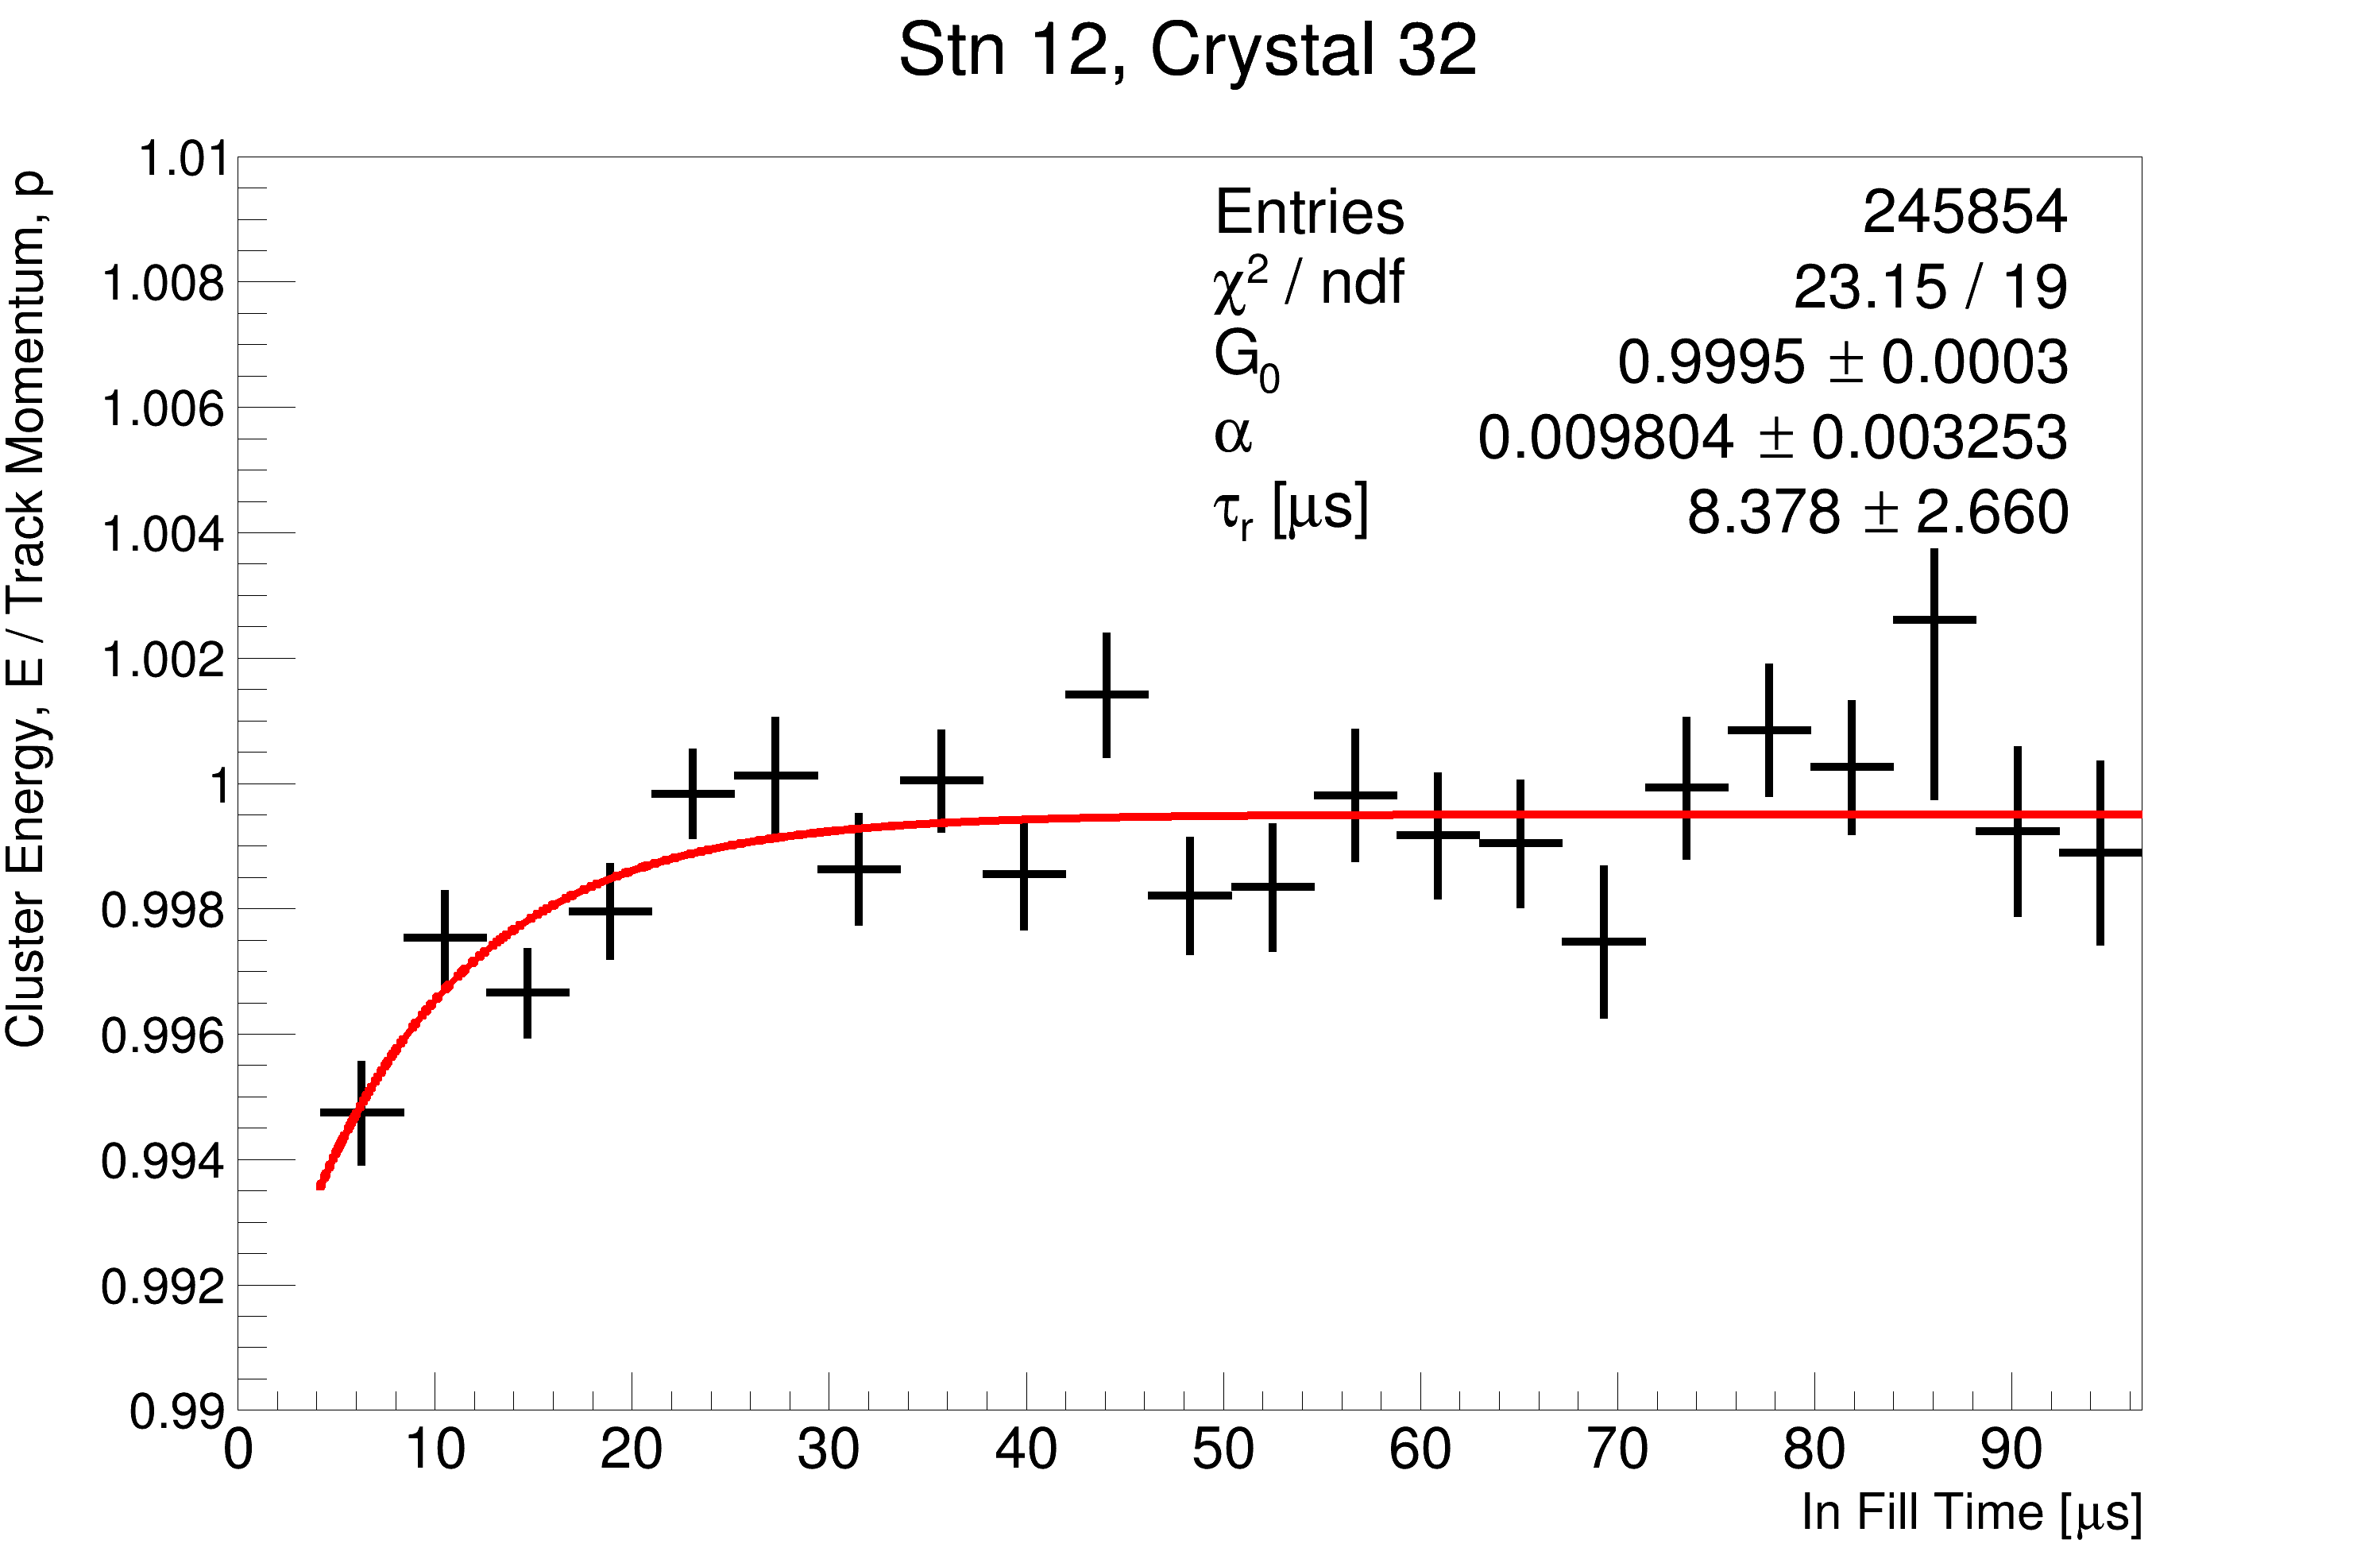 Stn 12, Crystal 32
Cluster Energy, E / Track Momentum, p
1.01
1.008
1.006
1.004
1.002
1
0.998
0.996
0.994
0.992
0.99
Entries 245854
χ² / ndf 23.15 / 19
G₀ 0.9995 ± 0.0003
α 0.009804 ± 0.003253
τᵣ [μs] 8.378 ± 2.660
0 10 20 30 40 50 60 70 80 90
In Fill Time [μs]